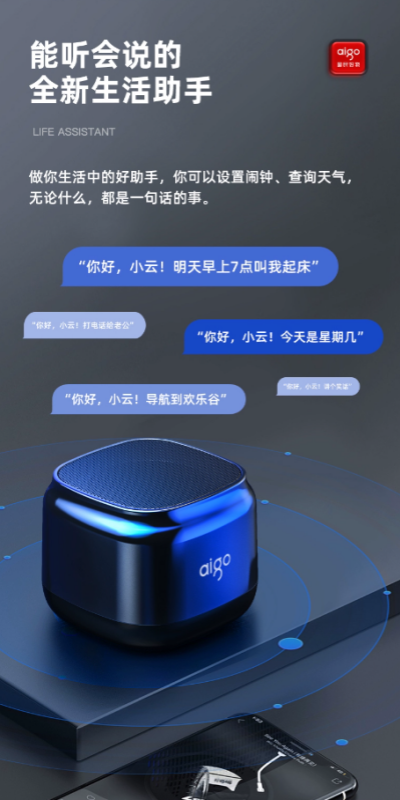 能听会说的
aigo
全新生活助手
LIFE ASSISTANT
做你生活中的好助手，你可以设置闹钟、查询天气，
无论什么，都是一句话的事。
“你好，小云！明天早上7点叫我起床”
“你好，小云！打电话给老公”
“你好，小云！今天是星期几”
“你好，小云！导航到欢乐谷”
aigo